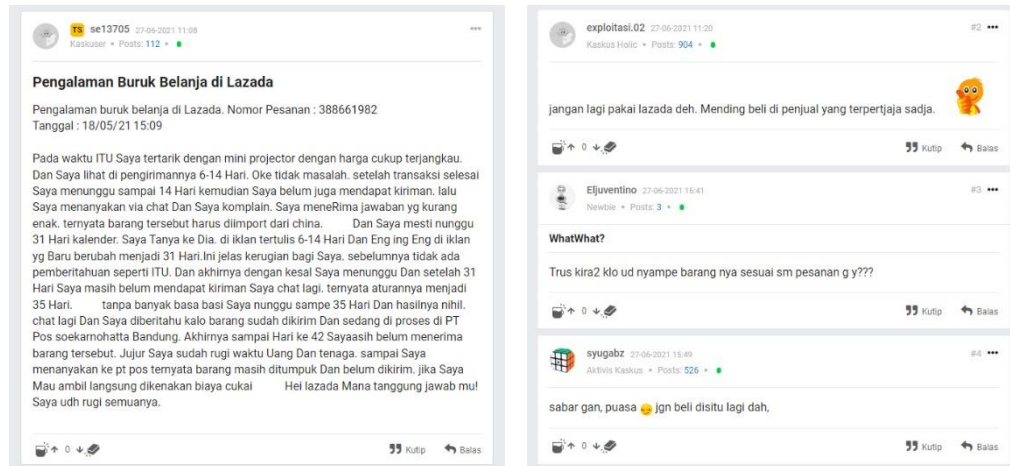 TS se13705 27-06-2021 11:08
Kaskuser • Posts: 112 •
Pengalaman Buruk Belanja di Lazada
Pengalaman buruk belanja di Lazada. Nomor Pesanan : 388661982
Tanggal : 18/05/21 15:09
Pada waktu ITU Saya tertarik dengan mini projector dengan harga cukup terjangkau.
Dan Saya lihat di pengirimannya 6-14 Hari. Oke tidak masalah. setelah transaksi selesai
Saya menunggu sampai 14 Hari kemudian Saya belum juga mendapat kiriman. lalu
Saya menanyakan via chat Dan Saya komplain. Saya meneRima jawaban yg kurang
enak. ternyata barang tersebut harus diimport dari china. Dan Saya mesti nunggu
31 Hari kalender. Saya Tanya ke Dia. di iklan tertulis 6-14 Hari Dan Eng ing Eng di iklan
yg Baru berubah menjadi 31 Hari.Ini jelas kerugian bagi Saya. sebelumnya tidak ada
pemberitahuan seperti ITU. Dan akhirnya dengan kesal Saya menunggu Dan setelah 31
Hari Saya masih belum mendapat kiriman Saya chat lagi. ternyata aturannya menjadi
35 Hari. tanpa banyak basa basi Saya nunggu sampe 35 Hari Dan hasilnya nihil.
chat lagi Dan Saya diberitahu kalo barang sudah dikirim Dan sedang di proses di PT
Pos soekarnohatta Bandung. Akhirnya sampai Hari ke 42 Sayaasih belum menerima
barang tersebut. Jujur Saya sudah rugi waktu Uang Dan tenaga. sampai Saya
menanyakan ke pt pos ternyata barang masih ditumpuk Dan belum dikirim. jika Saya
Mau ambil langsung dikenakan biaya cukai Hei lazada Mana tanggung jawab mu!
Saya udh rugi semuanya.
0 Kutip Balas
exploitasi.02 27-06-2021 11:20 #2
Kaskus Holic • Posts: 904 •
jangan lagi pakai lazada deh. Mending beli di penjual yang terpertjaja sadja.
0 Kutip Balas
Eljuventino 27-06-2021 15:41 #3
Newbie • Posts: 3 •
WhatWhat?
Trus kira2 klo ud nyampe barang nya sesuai sm pesanan g y???
0 Kutip Balas
syugabz 27-06-2021 15:49 #4
Aktivis Kaskus • Posts: 526 •
sabar gan, puasa jgn beli disitu lagi dah,
0 Kutip Balas